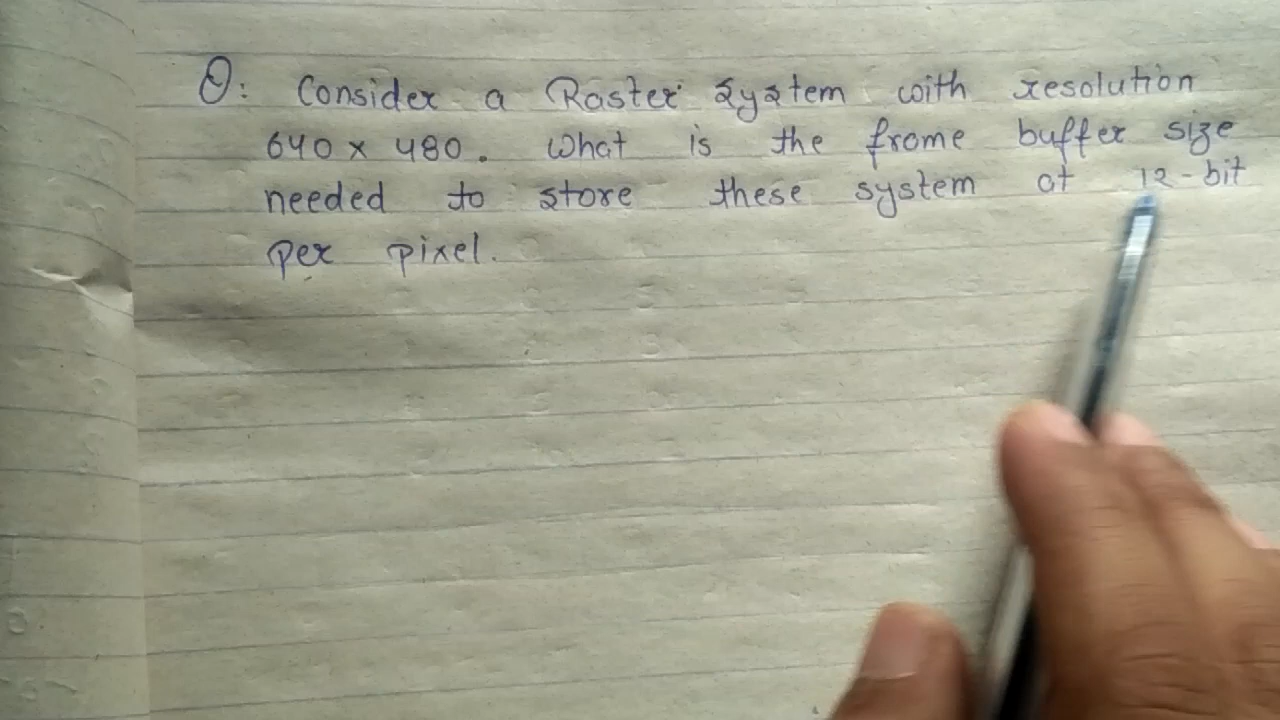 Q: Consider a Raster System with resolution
640 x 480. What is the frame buffer size
needed to store these system at 12-bit
per pixel.